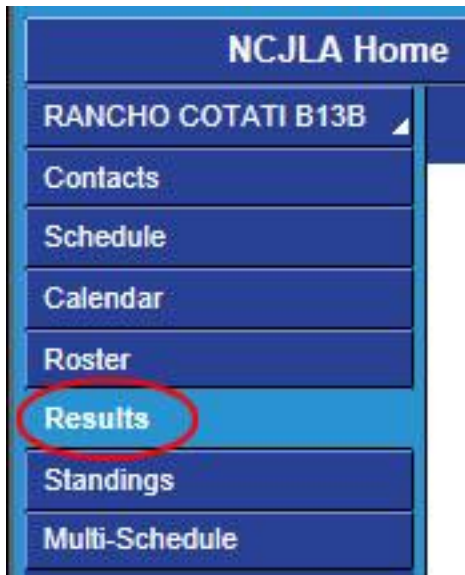 NCJLA Home
RANCHO COTATI B13B
Contacts
Schedule
Calendar
Roster
Results
Standings
Multi-Schedule